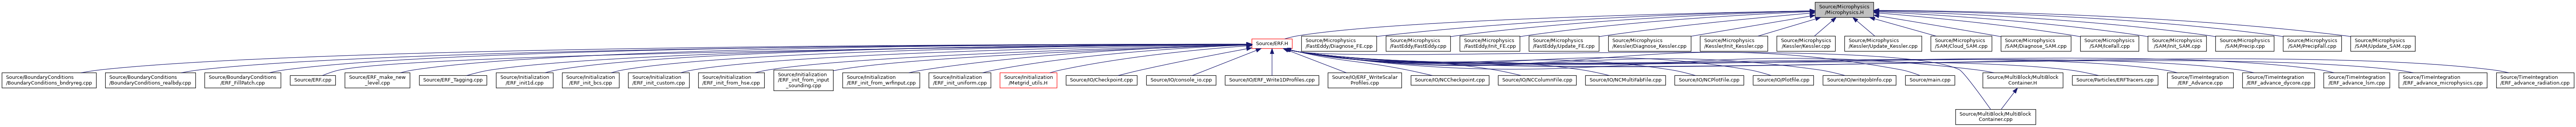 Source/Microphysics
/Microphysics.H
Source/ERF.H
Source/Microphysics
/FastEddy/Diagnose_FE.cpp
Source/Microphysics
/FastEddy/FastEddy.cpp
Source/Microphysics
/FastEddy/Init_FE.cpp
Source/Microphysics
/FastEddy/Update_FE.cpp
Source/Microphysics
/Kessler/Diagnose_Kessler.cpp
Source/Microphysics
/Kessler/Init_Kessler.cpp
Source/Microphysics
/Kessler/Kessler.cpp
Source/Microphysics
/Kessler/Update_Kessler.cpp
Source/Microphysics
/SAM/Cloud_SAM.cpp
Source/Microphysics
/SAM/Diagnose_SAM.cpp
Source/Microphysics
/SAM/IceFall.cpp
Source/Microphysics
/SAM/Init_SAM.cpp
Source/Microphysics
/SAM/Precip.cpp
Source/Microphysics
/SAM/PrecipFall.cpp
Source/Microphysics
/SAM/Update_SAM.cpp
Source/BoundaryConditions
/BoundaryConditions_bndryreg.cpp
Source/BoundaryConditions
/BoundaryConditions_realbdy.cpp
Source/BoundaryConditions
/ERF_FillPatch.cpp
Source/ERF.cpp
Source/ERF_make_new
_level.cpp
Source/ERF_Tagging.cpp
Source/Initialization
/ERF_init1d.cpp
Source/Initialization
/ERF_init_bcs.cpp
Source/Initialization
/ERF_init_custom.cpp
Source/Initialization
/ERF_init_from_hse.cpp
Source/Initialization
/ERF_init_from_input
_sounding.cpp
Source/Initialization
/ERF_init_from_wrfinput.cpp
Source/Initialization
/ERF_init_uniform.cpp
Source/Initialization
/Metgrid_utils.H
Source/IO/Checkpoint.cpp
Source/IO/console_io.cpp
Source/IO/ERF_Write1DProfiles.cpp
Source/IO/ERF_WriteScalar
Profiles.cpp
Source/IO/NCCheckpoint.cpp
Source/IO/NCColumnFile.cpp
Source/IO/NCMultiFabFile.cpp
Source/IO/NCPlotFile.cpp
Source/IO/Plotfile.cpp
Source/IO/writeJobInfo.cpp
Source/main.cpp
Source/MultiBlock/MultiBlock
Container.H
Source/Particles/ERFTracers.cpp
Source/TimeIntegration
/ERF_Advance.cpp
Source/TimeIntegration
/ERF_advance_dycore.cpp
Source/TimeIntegration
/ERF_advance_lsm.cpp
Source/TimeIntegration
/ERF_advance_microphysics.cpp
Source/TimeIntegration
/ERF_advance_radiation.cpp
Source/MultiBlock/MultiBlock
Container.cpp